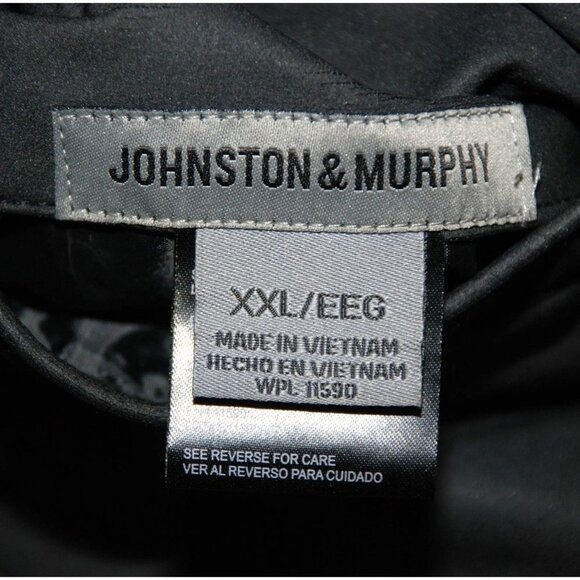 JOHNSTON & MURPHY
XXL/EEG
MADE IN VIETNAM
HECHO EN VIETNAM
WPL 11590
SEE REVERSE FOR CARE
VER AL REVERSO PARA CUIDADO